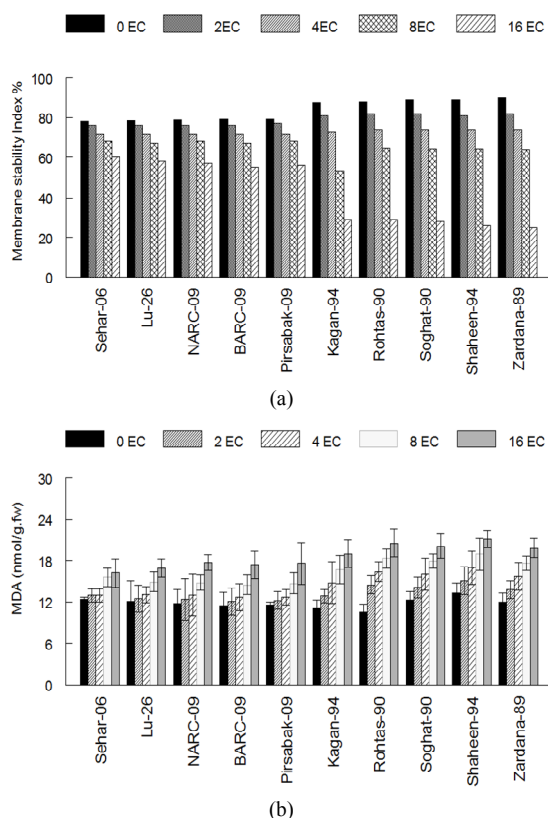 0 EC 2EC 4EC 8EC 16 EC
Membrane stability Index %
100
80
60
40
20
0
Sehar-06
Lu-26
NARC-09
BARC-09
Pirsabak-09
Kagan-94
Rohtas-90
Soghat-90
Shaheen-94
Zardana-89
(a)
0 EC 2 EC 4 EC 8 EC 16 EC
MDA (nmol/g.fw)
30
24
18
12
6
0
Sehar-06
Lu-26
NARC-09
BARC-09
Pirsabak-09
Kagan-94
Rohtas-90
Soghat-90
Shaheen-94
Zardana-89
(b)